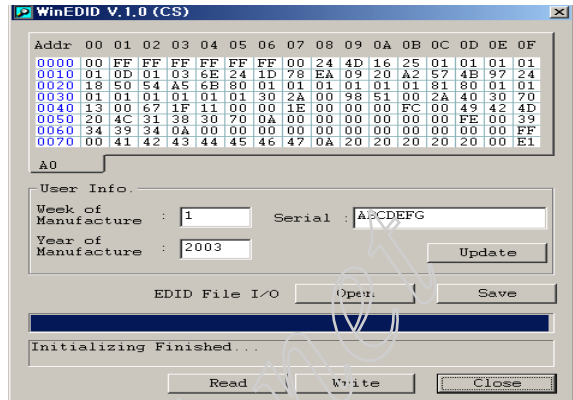 WinEDID V.1.0 (CS)
Addr 00 01 02 03 04 05 06 07 08 09 0A 0B 0C 0D 0E 0F
0000 00 FF FF FF FF FF FF 00 24 4D 16 25 01 01 01 01
0010 01 0D 01 03 6E 24 1D 78 EA 09 20 A2 57 4B 97 24
0020 18 50 54 A5 6B 80 01 01 01 01 01 01 81 80 01 01
0030 01 01 01 01 01 01 30 2A 00 98 51 00 2A 40 30 70
0040 13 00 67 1F 11 00 00 1E 00 00 00 FC 00 49 42 4D
0050 20 4C 31 38 30 70 0A 00 00 00 00 00 00 FE 00 39
0060 34 39 34 0A 00 00 00 00 00 00 00 00 00 00 00 FF
0070 00 41 42 43 44 45 46 47 0A 20 20 20 20 20 00 E1
A0
User Info.
Week of Manufacture : 1 Serial : ABCDEFG
Year of Manufacture : 2003 Update
EDID File I/O Open Save
Initializing Finished...
Read Write Close